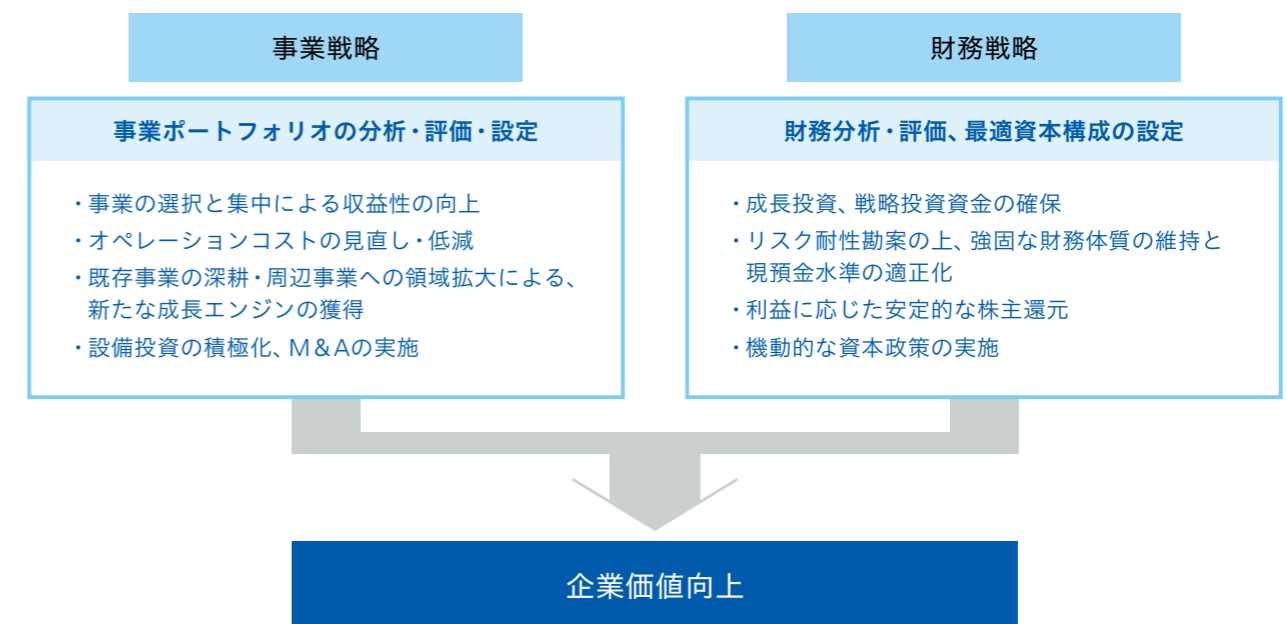 事業戦略
事業ポートフォリオの分析・評価・設定
・事業の選択と集中による収益性の向上
・オペレーションコストの見直し・低減
・既存事業の深耕・周辺事業への領域拡大による、
新たな成長エンジンの獲得
・設備投資の積極化、M&Aの実施
財務戦略
財務分析・評価、最適資本構成の設定
・成長投資、戦略投資資金の確保
・リスク耐性勘案の上、強固な財務体質の維持と
現預金水準の適正化
・利益に応じた安定的な株主還元
・機動的な資本政策の実施
企業価値向上